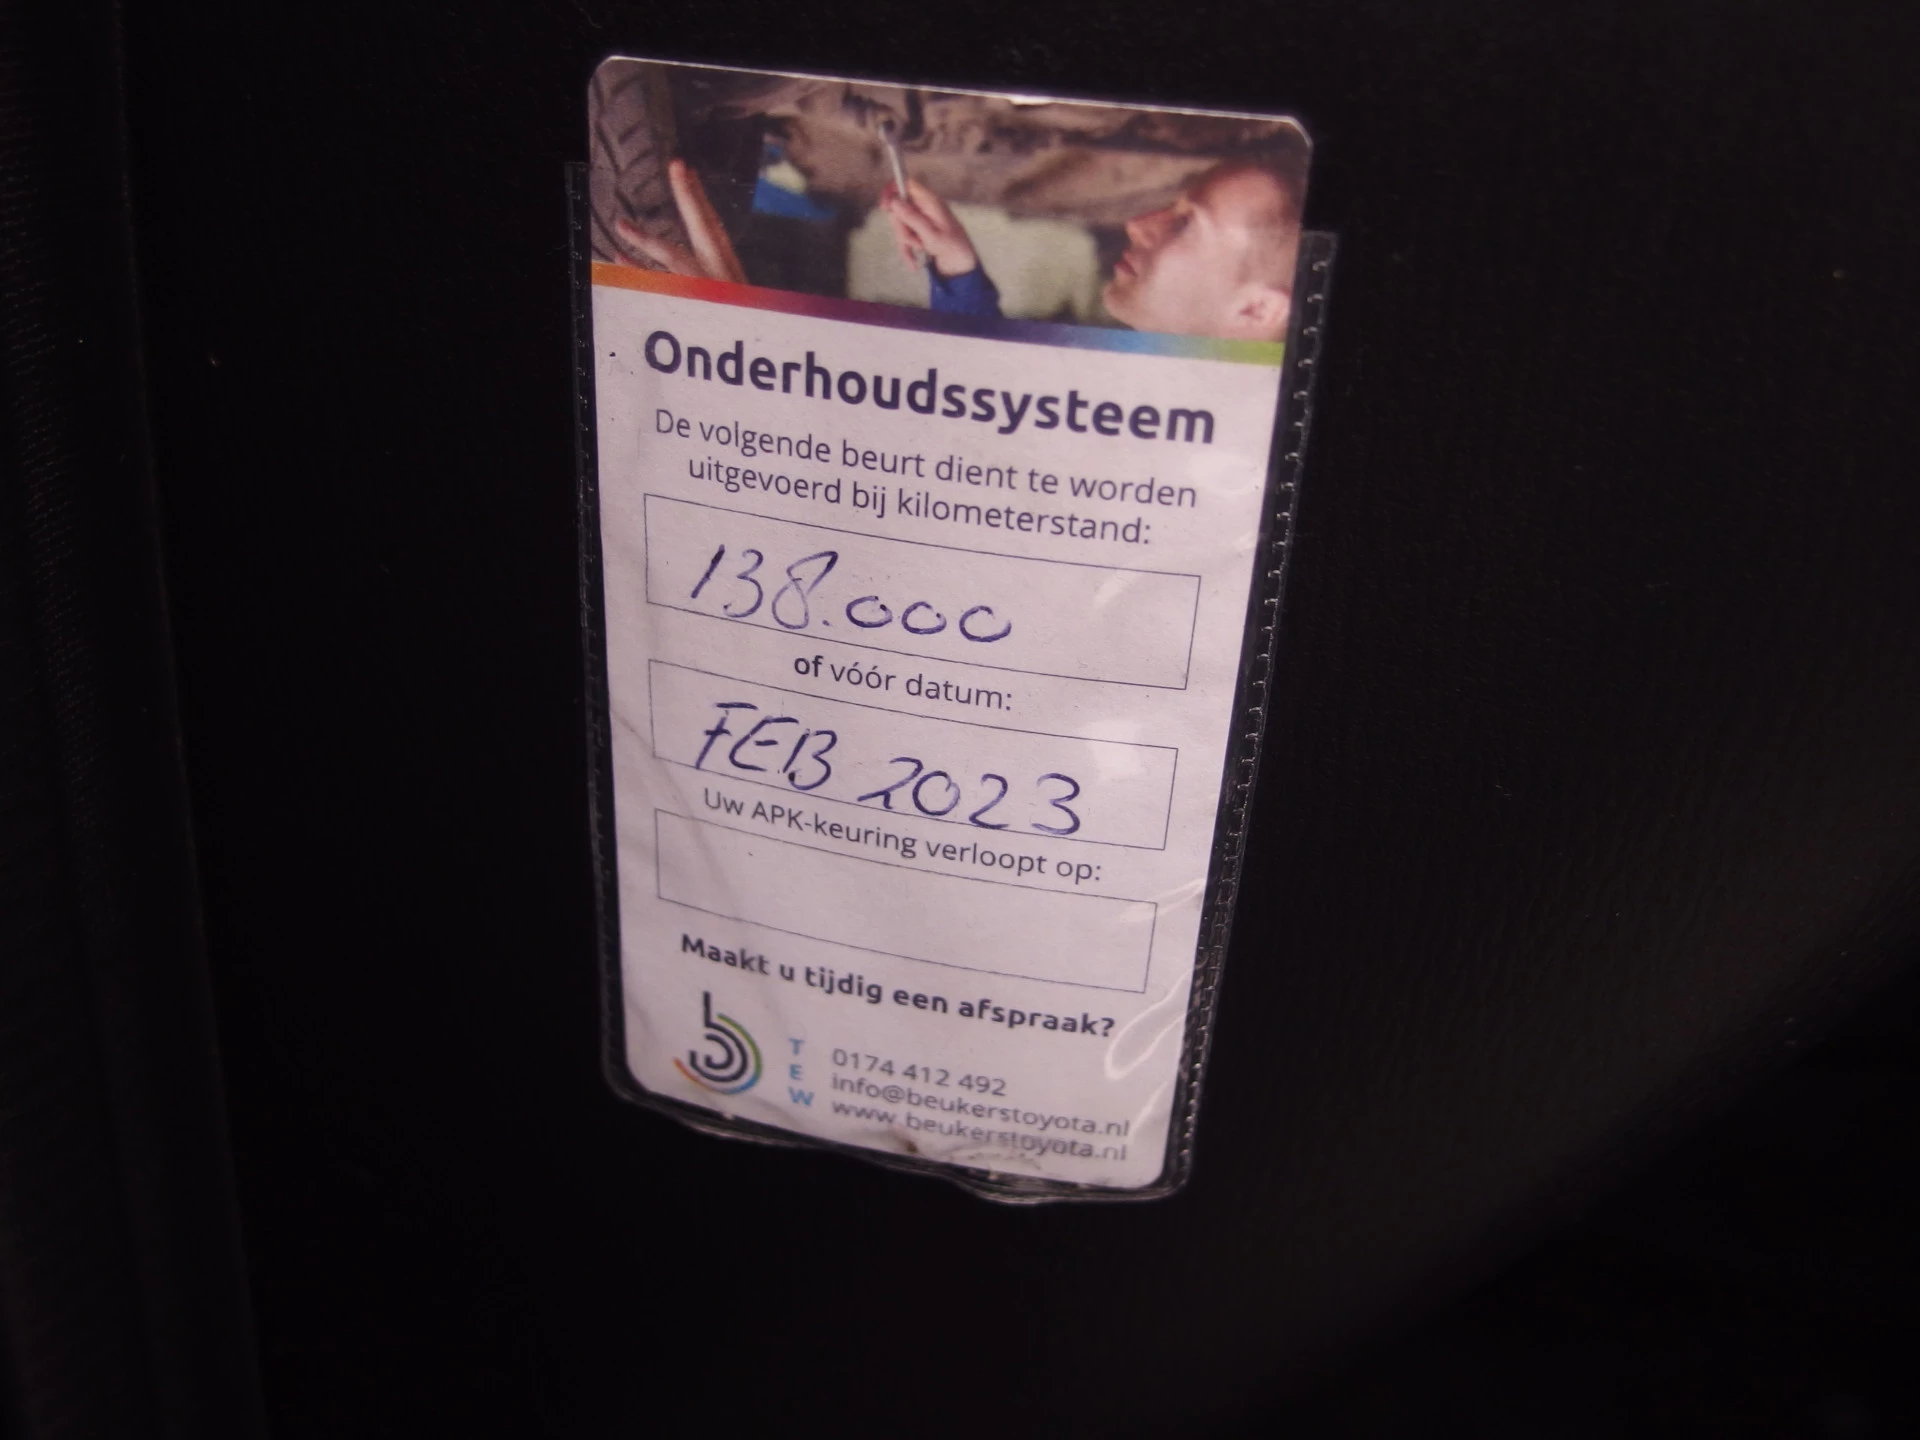 Onderhoudssysteem
De volgende beurt dient te worden
uitgevoerd bij kilometerstand:
138.000
of vóór datum:
FEB 2023
Uw APK-keuring verloopt op:
Maakt u tijdig een afspraak?
T 0174 412 492
E info@beukerstoyota.nl
W www.beukerstoyota.nl